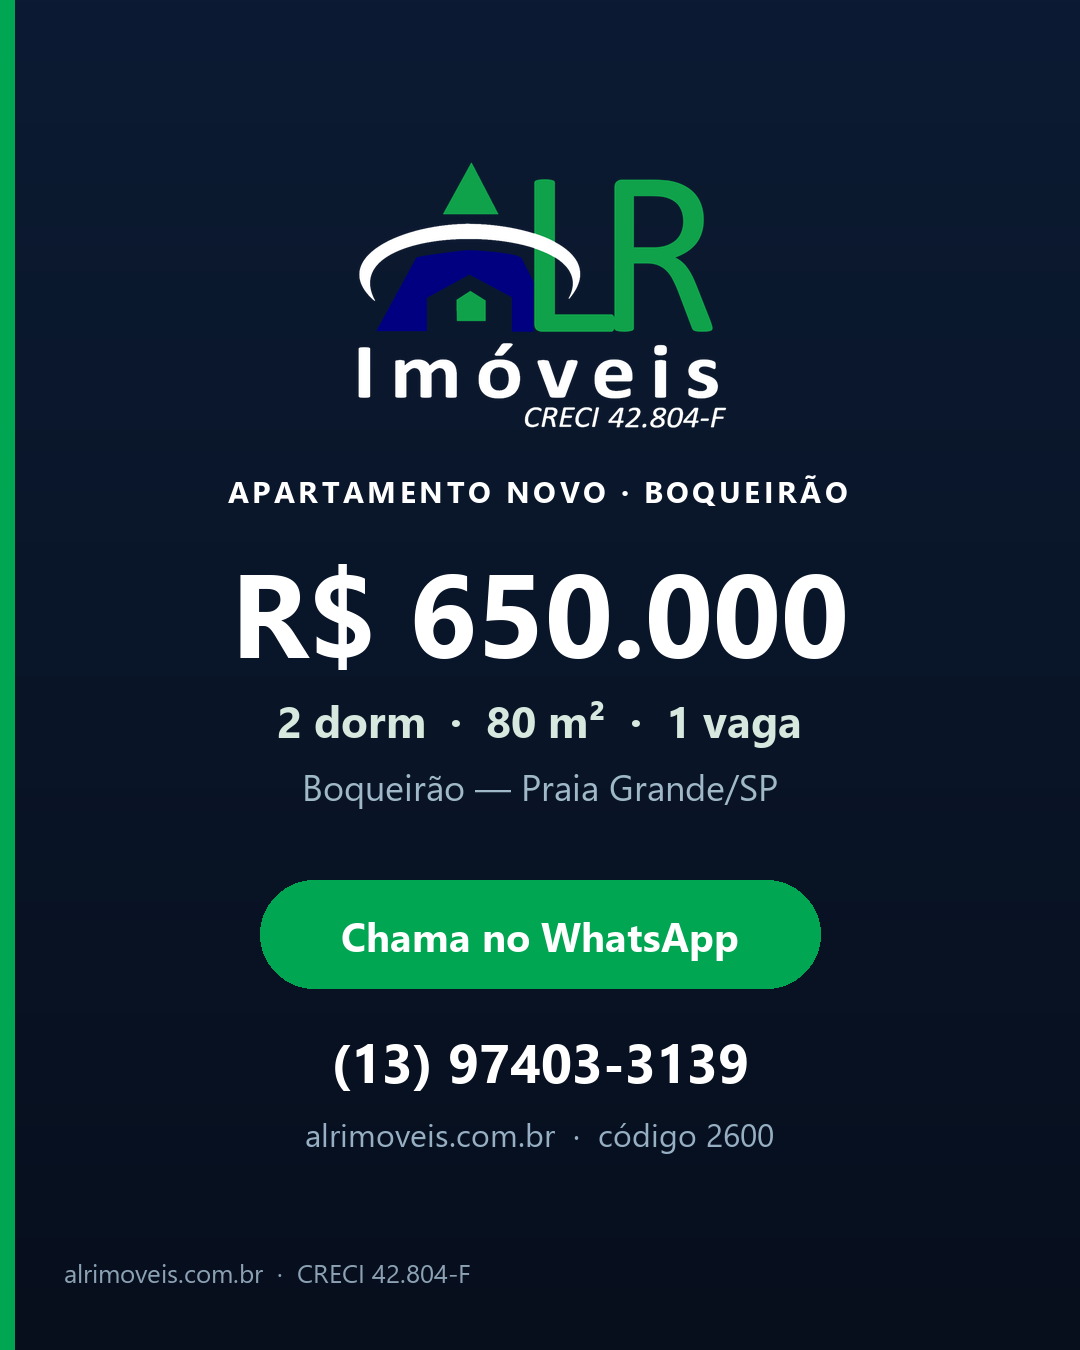 ALR
Imóveis
CRECI 42.804-F
APARTAMENTO NOVO · BOQUEIRÃO
R$ 650.000
2 dorm · 80 m² · 1 vaga
Boqueirão — Praia Grande/SP
Chama no WhatsApp
(13) 97403-3139
alrimoveis.com.br · código 2600
alrimoveis.com.br · CRECI 42.804-F